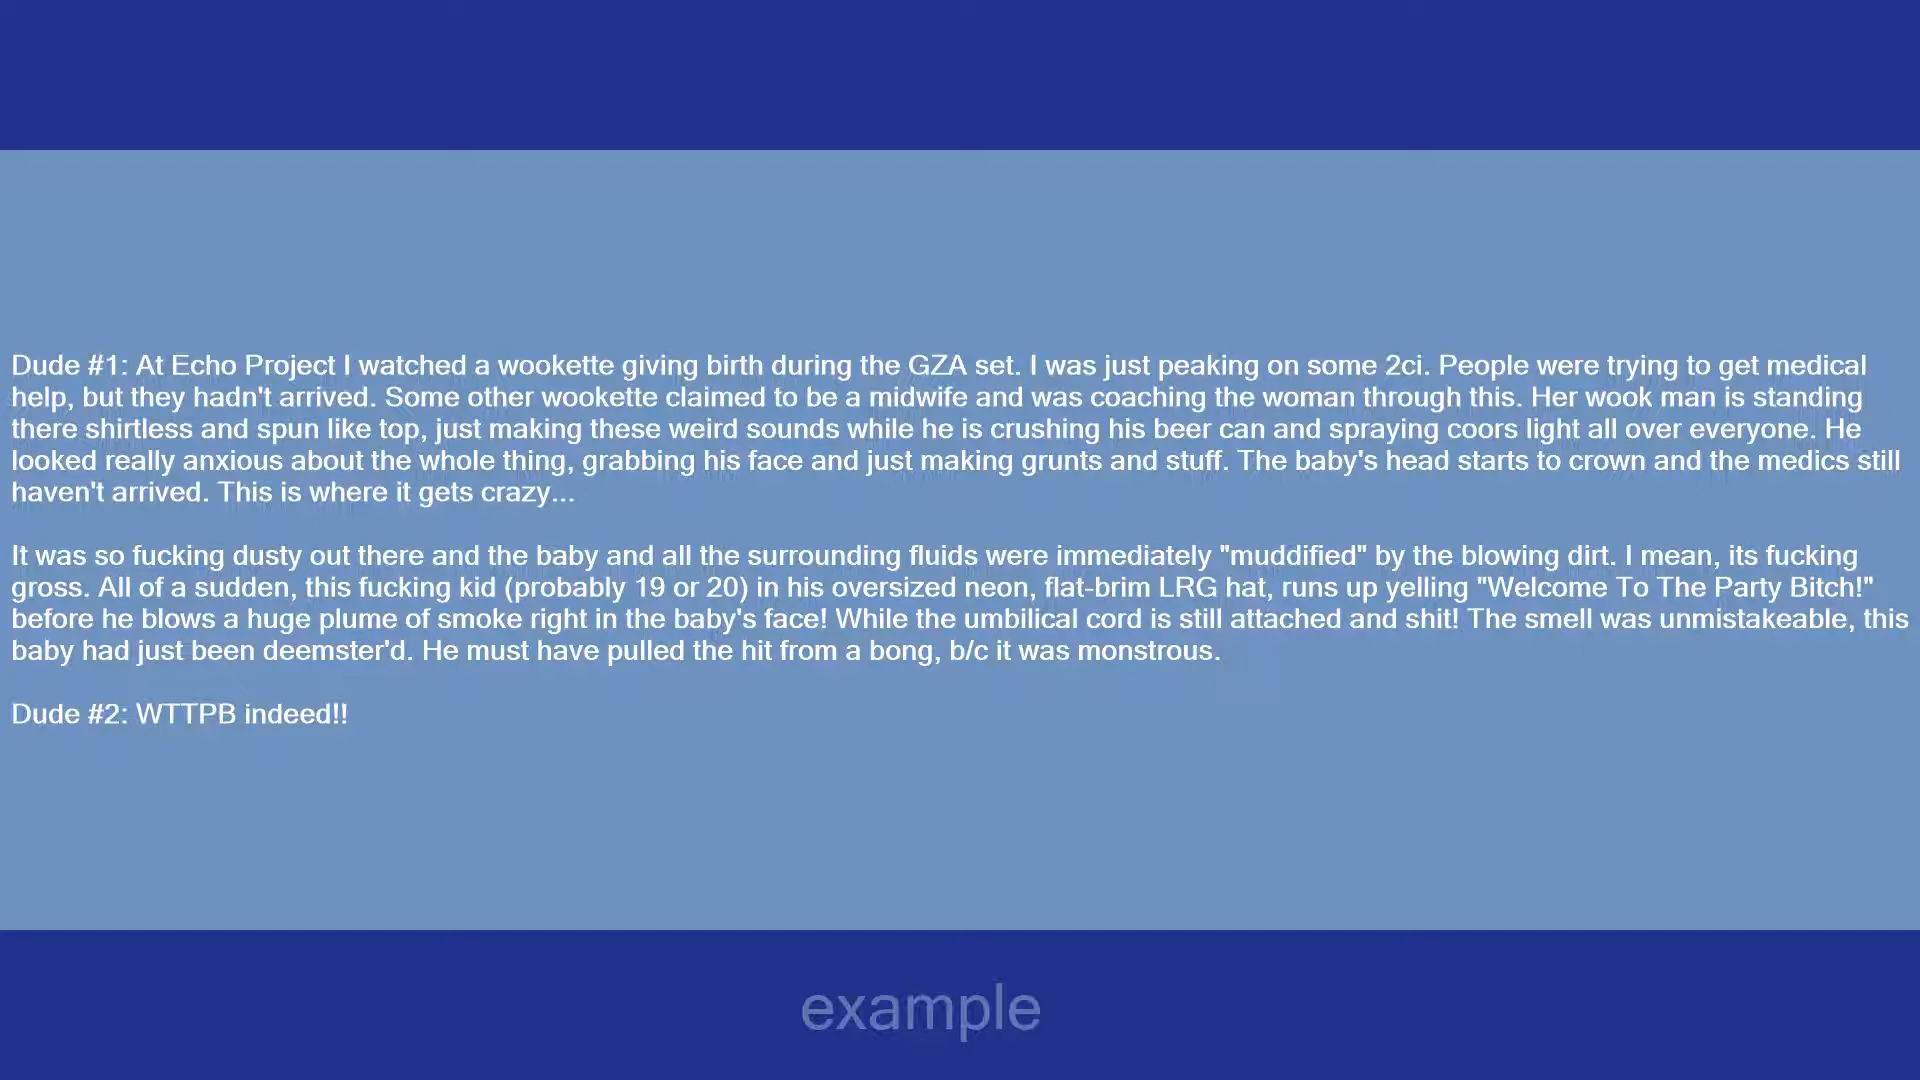 Dude #1: At Echo Project I watched a wookette giving birth during the GZA set. I was just peaking on some 2ci. People were trying to get medical
help, but they hadn't arrived. Some other wookette claimed to be a midwife and was coaching the woman through this. Her wook man is standing
there shirtless and spun like top, just making these weird sounds while he is crushing his beer can and spraying coors light all over everyone. He
looked really anxious about the whole thing, grabbing his face and just making grunts and stuff. The baby's head starts to crown and the medics still
haven't arrived. This is where it gets crazy...
It was so fucking dusty out there and the baby and all the surrounding fluids were immediately "muddified" by the blowing dirt. I mean, its fucking
gross. All of a sudden, this fucking kid (probably 19 or 20) in his oversized neon, flat-brim LRG hat, runs up yelling "Welcome To The Party Bitch!"
before he blows a huge plume of smoke right in the baby's face! While the umbilical cord is still attached and shit! The smell was unmistakeable, this
baby had just been deemster'd. He must have pulled the hit from a bong, b/c it was monstrous.
Dude #2: WTTPB indeed!!
example